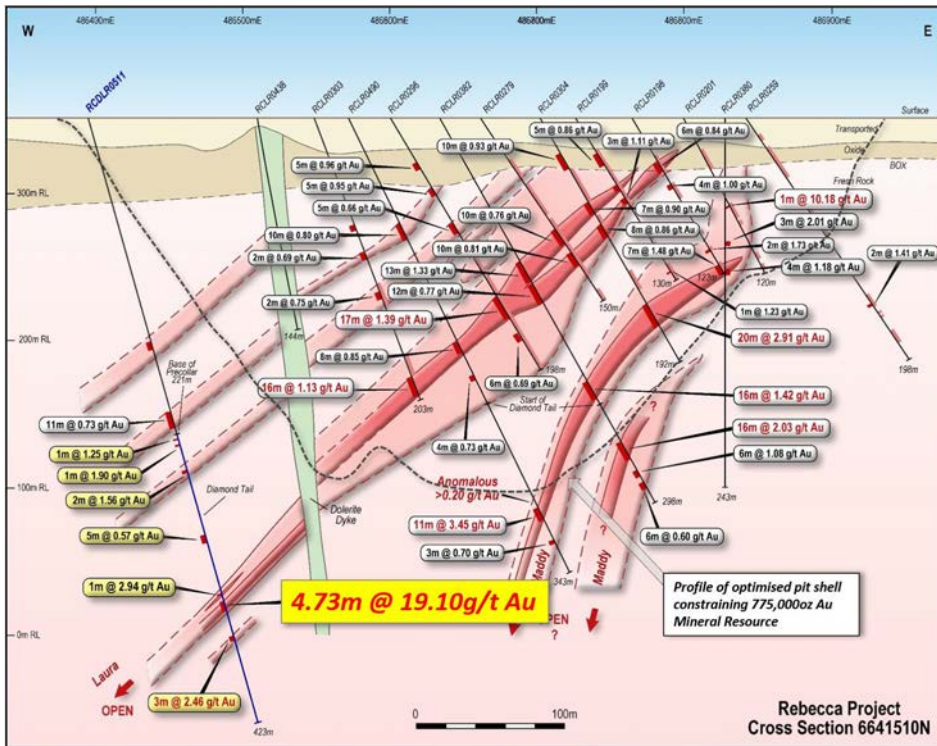 486400mE
486500mE
486600mE
486800mE
486800mE
486900mE
W
E
RCDLR0511
RCLR0438
RCLR0303
RCLR0490
RCLR0296
RCLR0382
RCLR0279
RCLR0304
RCLR0199
RCLR0198
RCLR0201
RCLR0380
RCLR0259
Surface
Transported
Oxide
BOX
Fresh Rock
300m RL
200m RL
100m RL
0m RL
5m @ 0.86 g/t Au
6m @ 0.84 g/t Au
3m @ 1.11 g/t Au
10m @ 0.93 g/t Au
5m @ 0.96 g/t Au
5m @ 0.95 g/t Au
5m @ 0.66 g/t Au
4m @ 1.00 g/t Au
1m @ 10.18 g/t Au
7m @ 0.90 g/t Au
3m @ 2.01 g/t Au
10m @ 0.76 g/t Au
8m @ 0.86 g/t Au
10m @ 0.80 g/t Au
2m @ 1.73 g/t Au
10m @ 0.81 g/t Au
7m @ 1.48 g/t Au
2m @ 1.41 g/t Au
2m @ 0.69 g/t Au
4m @ 1.18 g/t Au
13m @ 1.33 g/t Au
12m @ 0.77 g/t Au
2m @ 0.75 g/t Au
1m @ 1.23 g/t Au
17m @ 1.39 g/t Au
20m @ 2.91 g/t Au
8m @ 0.85 g/t Au
16m @ 1.13 g/t Au
6m @ 0.69 g/t Au
16m @ 1.42 g/t Au
11m @ 0.73 g/t Au
16m @ 2.03 g/t Au
4m @ 0.73 g/t Au
6m @ 1.08 g/t Au
1m @ 1.25 g/t Au
1m @ 1.90 g/t Au
2m @ 1.56 g/t Au
11m @ 3.45 g/t Au
5m @ 0.57 g/t Au
3m @ 0.70 g/t Au
6m @ 0.60 g/t Au
1m @ 2.94 g/t Au
4.73m @ 19.10g/t Au
3m @ 2.46 g/t Au
130m
123m
120m
150m
144m
192m
198m
198m
203m
243m
298m
343m
423m
Base of
Precollar
221m
Start of
Diamond Tail
Diamond Tail
Dolerite
Dyke
Anomalous
>0.20 g/t Au
Maddy
Maddy
?
?
OPEN
?
Laura
OPEN
Profile of optimised pit shell
constraining 775,000oz Au
Mineral Resource
0
100m
Rebecca Project
Cross Section 6641510N